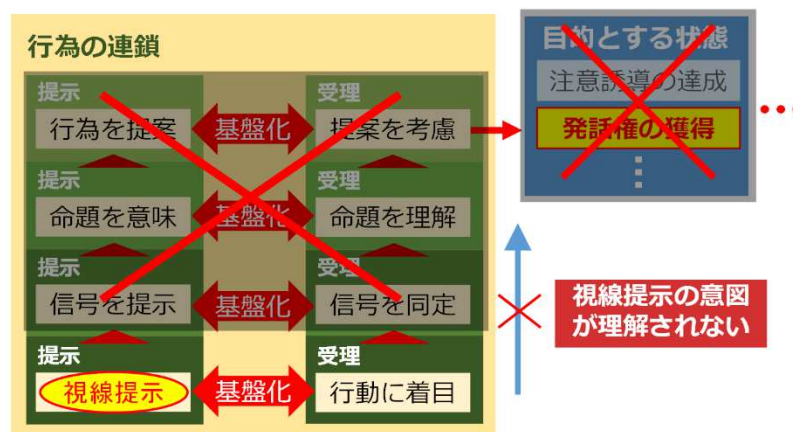 行為の連鎖
提示
受理
行為を提案
基盤化
提案を考慮
提示
受理
命題を意味
基盤化
命題を理解
提示
受理
信号を提示
基盤化
信号を同定
提示
受理
視線提示
基盤化
行動に着目
目的とする状態
注意誘導の達成
発話権の獲得
視線提示の意図
が理解されない